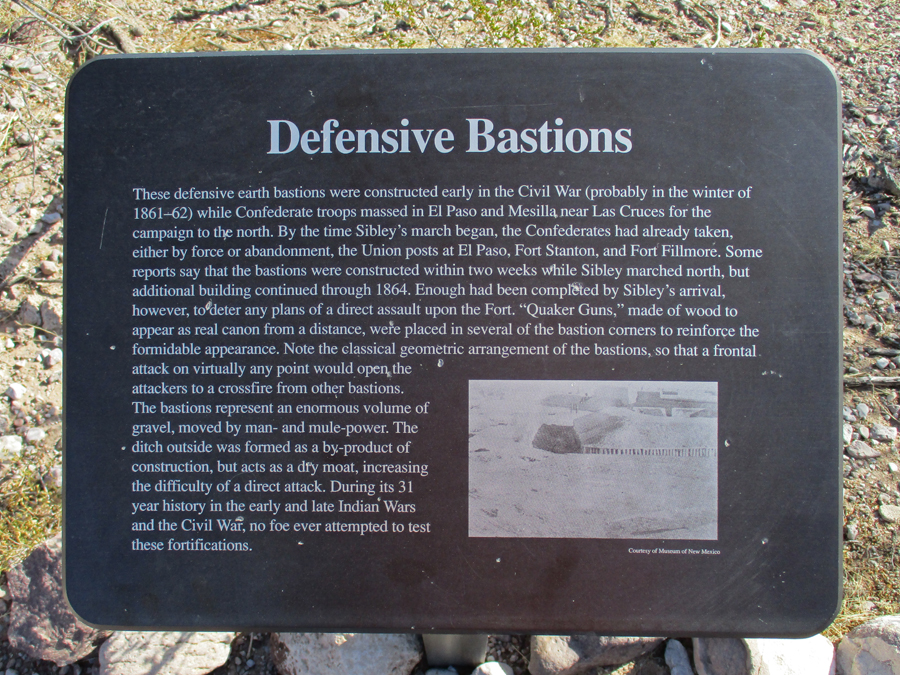 Defensive Bastions
These defensive earth bastions were constructed early in the Civil War (probably in the winter of
1861–62) while Confederate troops massed in El Paso and Mesilla near Las Cruces for the
campaign to the north. By the time Sibley's march began, the Confederates had already taken,
either by force or abandonment, the Union posts at El Paso, Fort Stanton, and Fort Fillmore. Some
reports say that the bastions were constructed within two weeks while Sibley marched north, but
additional building continued through 1864. Enough had been completed by Sibley's arrival,
however, to deter any plans of a direct assault upon the Fort. “Quaker Guns,” made of wood to
appear as real canon from a distance, were placed in several of the bastion corners to reinforce the
formidable appearance. Note the classical geometric arrangement of the bastions, so that a frontal
attack on virtually any point would open the
attackers to a crossfire from other bastions.
The bastions represent an enormous volume of
gravel, moved by man- and mule-power. The
ditch outside was formed as a by-product of
construction, but acts as a dry moat, increasing
the difficulty of a direct attack. During its 31
year history in the early and late Indian Wars
and the Civil War, no foe ever attempted to test
these fortifications.
Courtesy of Museum of New Mexico